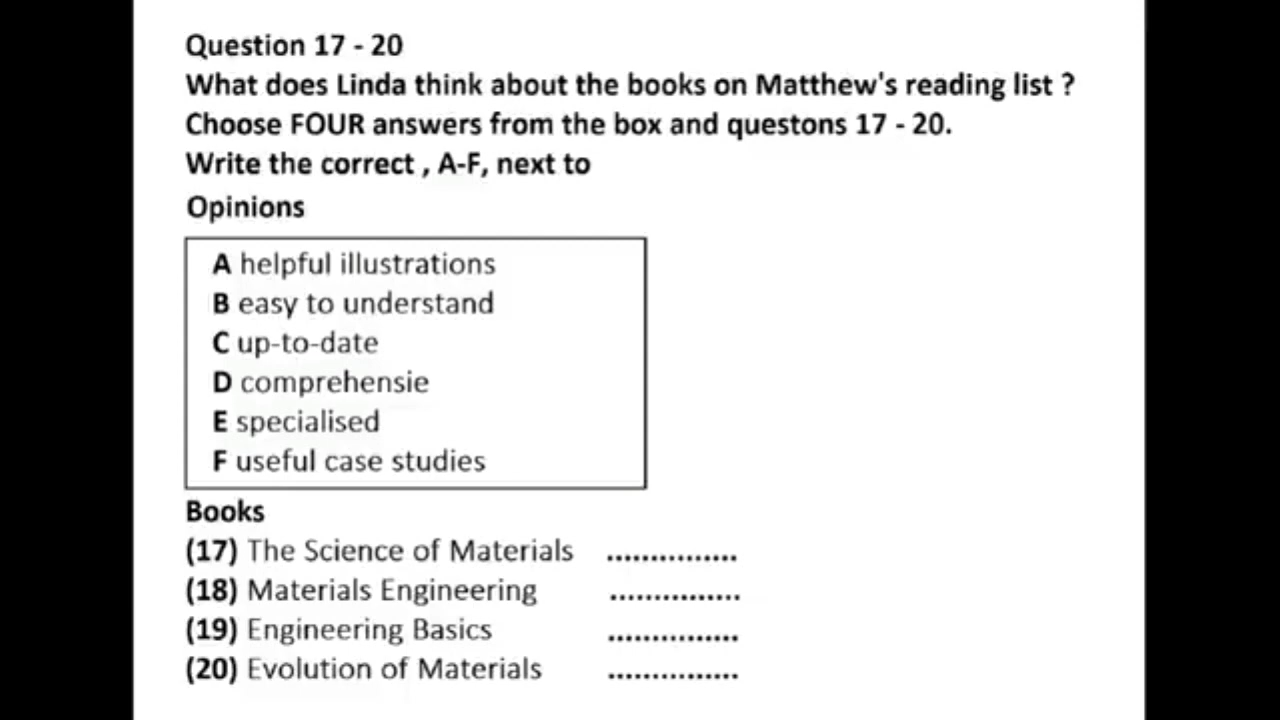 Question 17 - 20
What does Linda think about the books on Matthew's reading list ?
Choose FOUR answers from the box and questons 17 - 20.
Write the correct , A-F, next to
Opinions
A helpful illustrations
B easy to understand
C up-to-date
D comprehensie
E specialised
F useful case studies
Books
(17) The Science of Materials ...............
(18) Materials Engineering ...............
(19) Engineering Basics ...............
(20) Evolution of Materials ...............